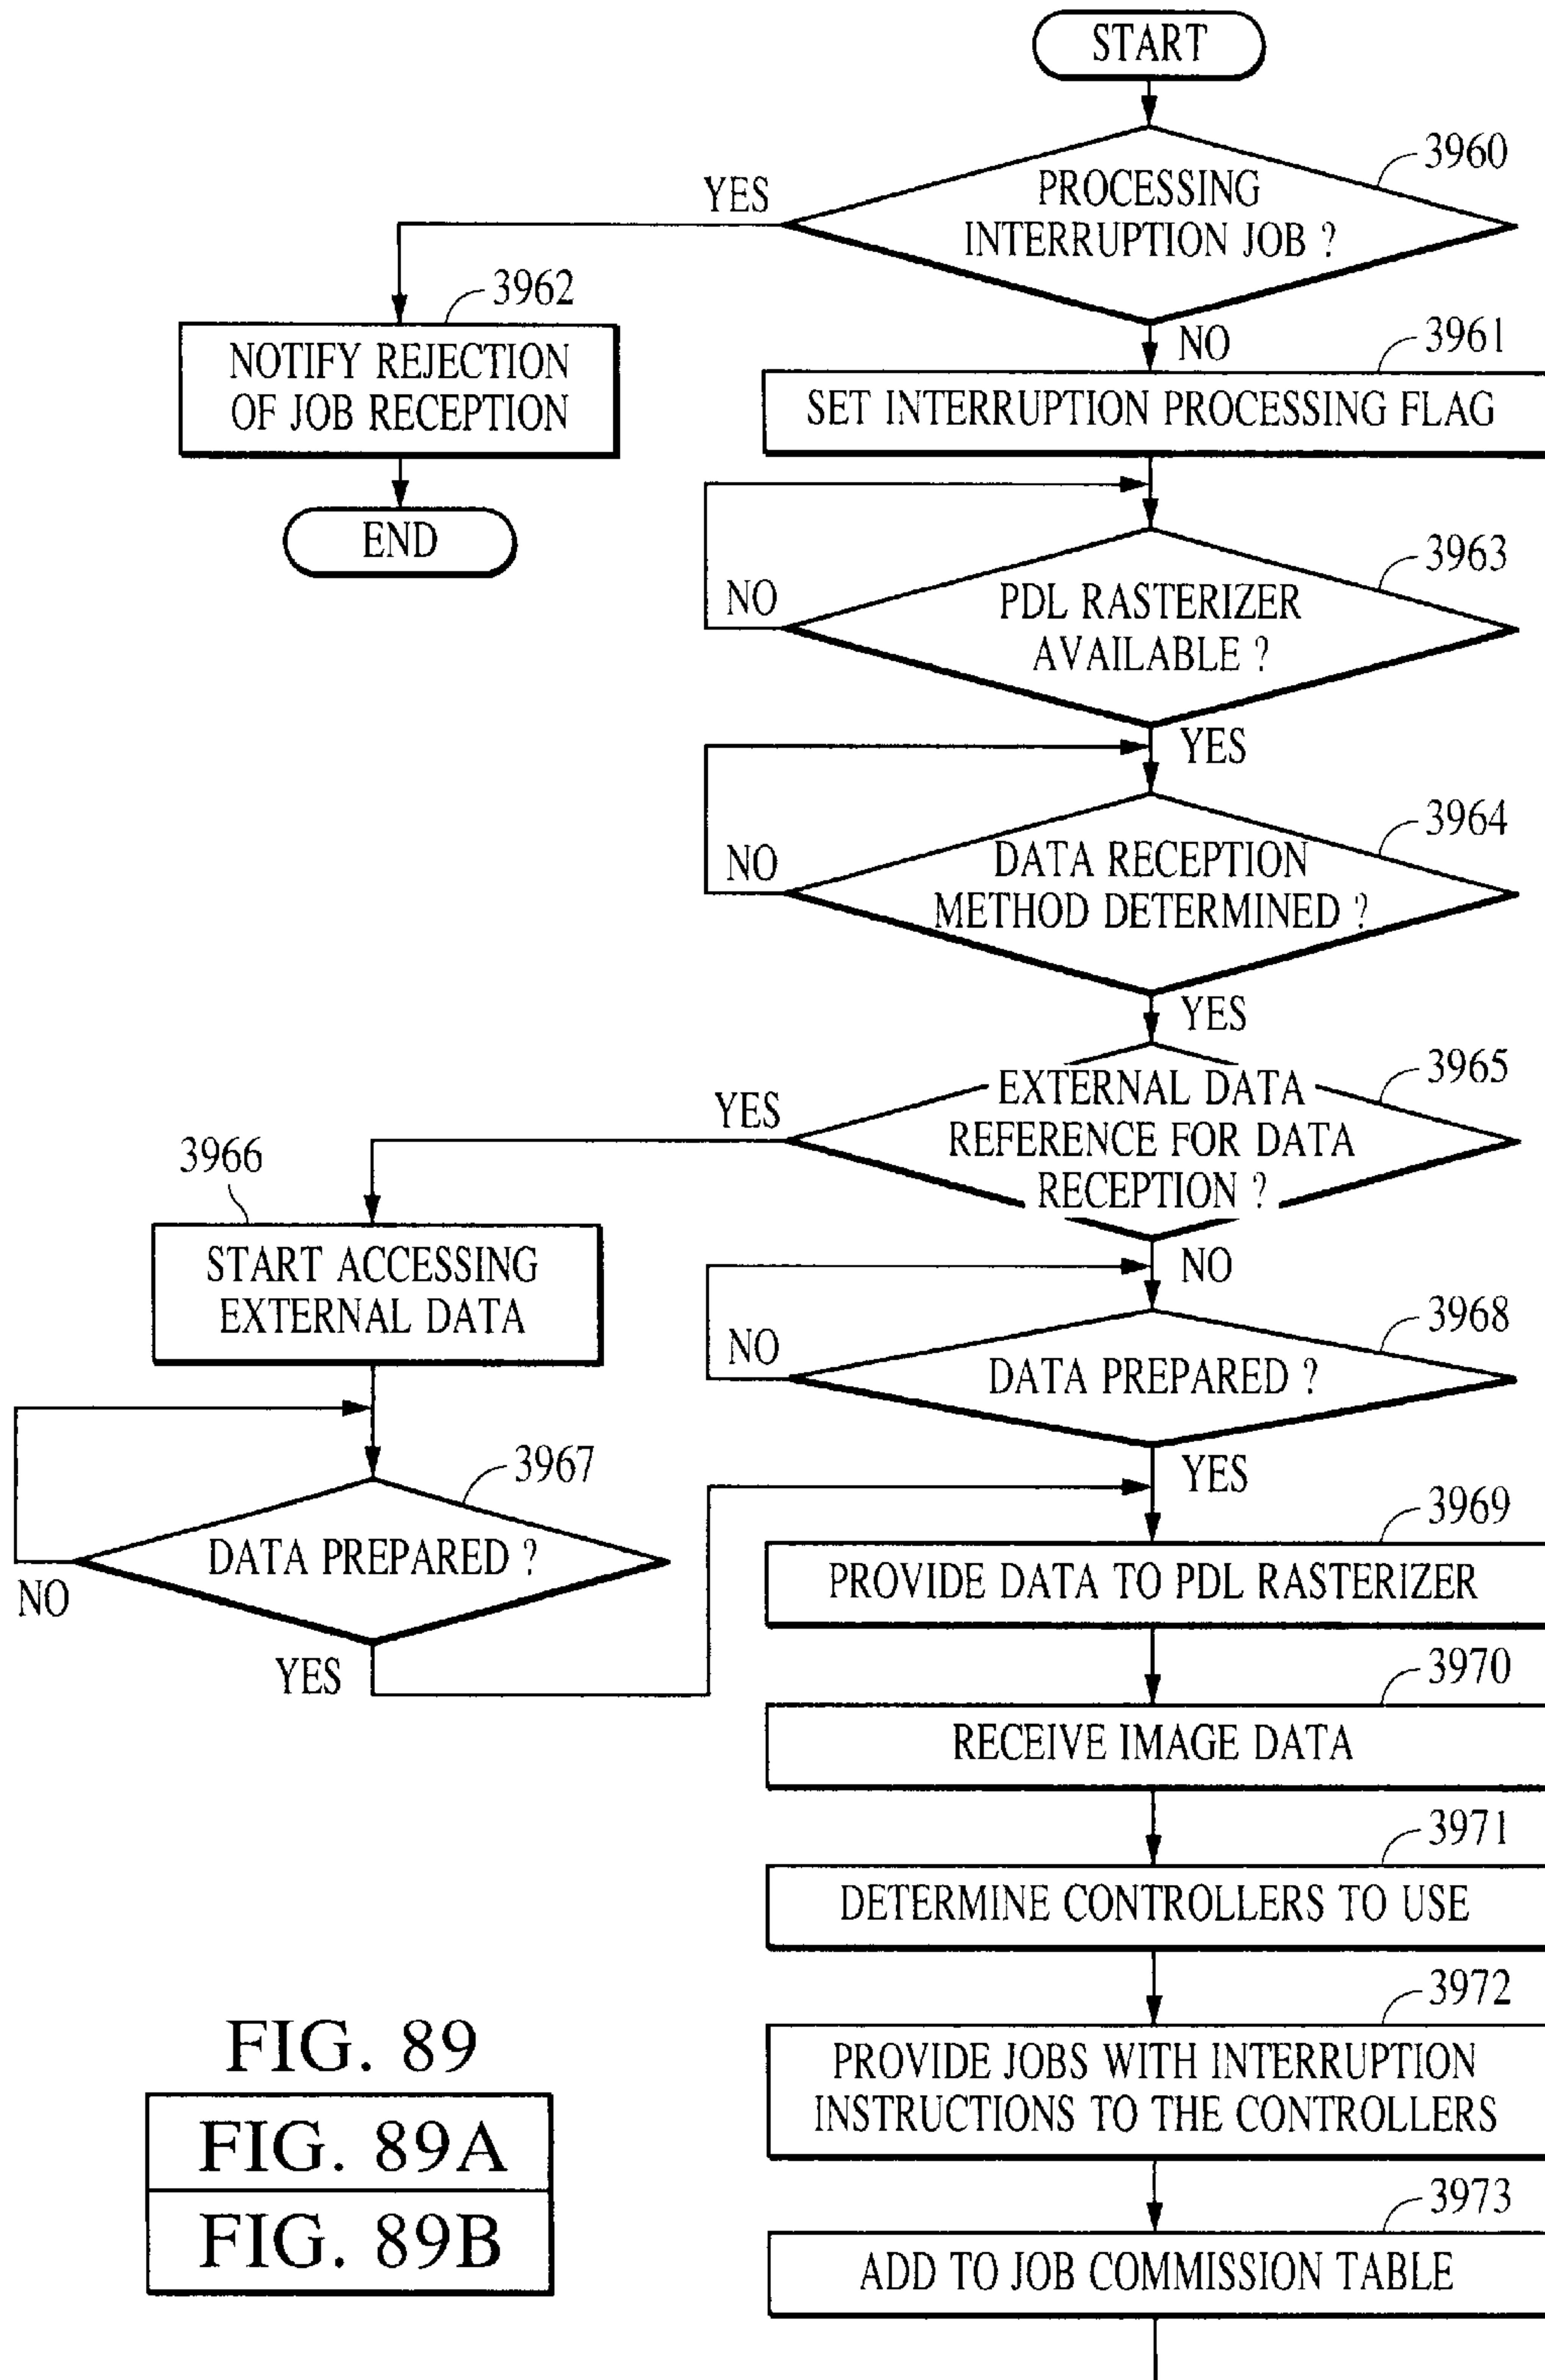 START
3960
YES
PROCESSING
INTERRUPTION JOB ?
3962
NO
3961
NOTIFY REJECTION
OF JOB RECEPTION
SET INTERRUPTION PROCESSING FLAG
END
3963
NO
PDL RASTERIZER
AVAILABLE ?
YES
3964
NO
DATA RECEPTION
METHOD DETERMINED ?
YES
3965
YES
EXTERNAL DATA
REFERENCE FOR DATA
RECEPTION ?
3966
START ACCESSING
EXTERNAL DATA
NO
3968
NO
DATA PREPARED ?
3967
YES
DATA PREPARED ?
NO
YES
3969
PROVIDE DATA TO PDL RASTERIZER
3970
RECEIVE IMAGE DATA
3971
DETERMINE CONTROLLERS TO USE
3972
PROVIDE JOBS WITH INTERRUPTION
INSTRUCTIONS TO THE CONTROLLERS
3973
ADD TO JOB COMMISSION TABLE
FIG. 89
FIG. 89A
FIG. 89B